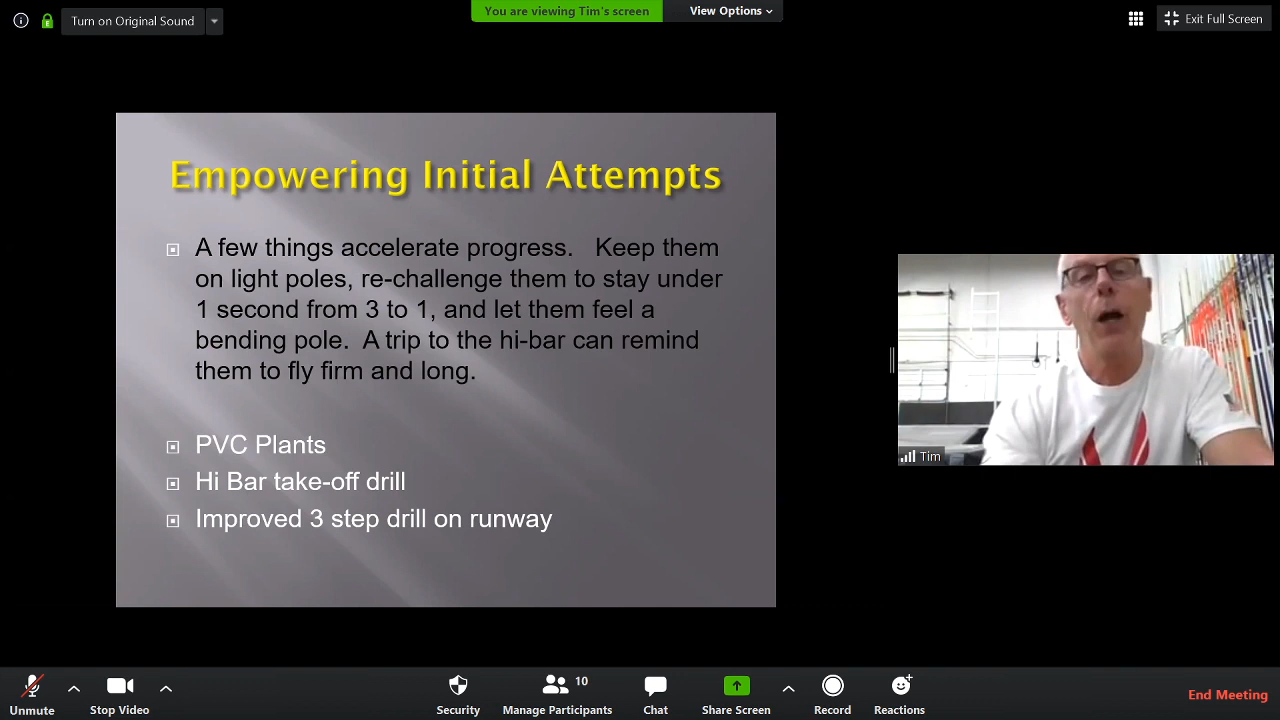 Turn on Original Sound
You are viewing Tim's screen
View Options
Exit Full Screen
Empowering Initial Attempts
A few things accelerate progress. Keep them
on light poles, re-challenge them to stay under
1 second from 3 to 1, and let them feel a
bending pole. A trip to the hi-bar can remind
them to fly firm and long.
PVC Plants
Hi Bar take-off drill
Improved 3 step drill on runway
Tim
Unmute
Stop Video
Security
10
Manage Participants
Chat
Share Screen
Record
Reactions
End Meeting